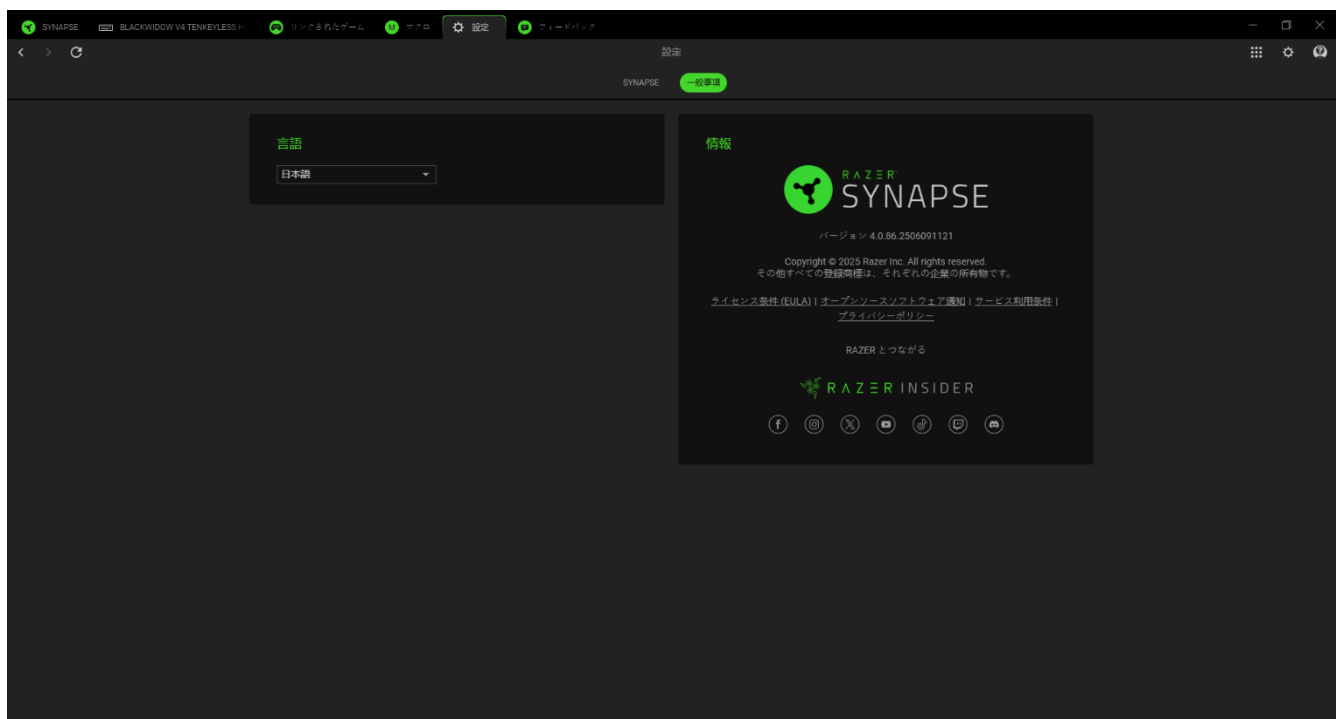 SYNAPSE BLACKWIDOW V4 TENKEYLESS H リンクされたゲーム M マクロ 設定 フィードバック
設定
SYNAPSE 一般事項
言語
日本語
情報
RAZER
SYNAPSE
バージョン 4.0.86.2506091121
Copyright © 2025 Razer Inc. All rights reserved.
その他すべての登録商標は、それぞれの企業の所有物です。
ライセンス条件 (EULA) | オープンソースソフトウェア通知 | サービス利用条件 |
プライバシーポリシー
RAZER とつながる
RAZER INSIDER